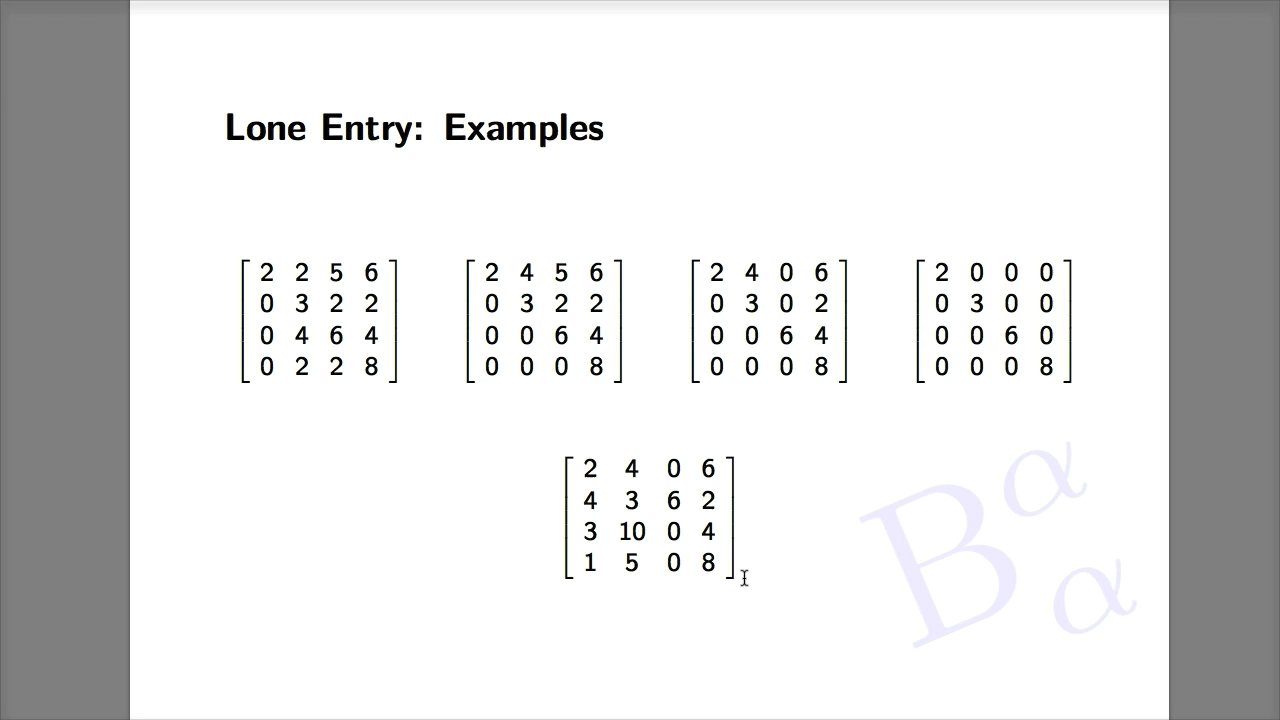 Lone Entry: Examples
2 2 5 6 2 4 5 6 2 4 0 6 2 0 0 0
0 3 2 2 0 3 2 2 0 3 0 2 0 3 0 0
0 4 6 4 0 0 6 4 0 0 6 4 0 0 6 0
0 2 2 8 0 0 0 8 0 0 0 8 0 0 0 8
2 4 0 6
4 3 6 2
3 10 0 4
1 5 0 8
B α α